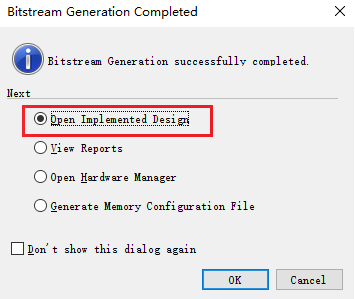 Bitstream Generation Completed
Bitstream Generation successfully completed.
Next
Open Implemented Design
View Reports
Open Hardware Manager
Generate Memory Configuration File
Don't show this dialog again
OK
Cancel